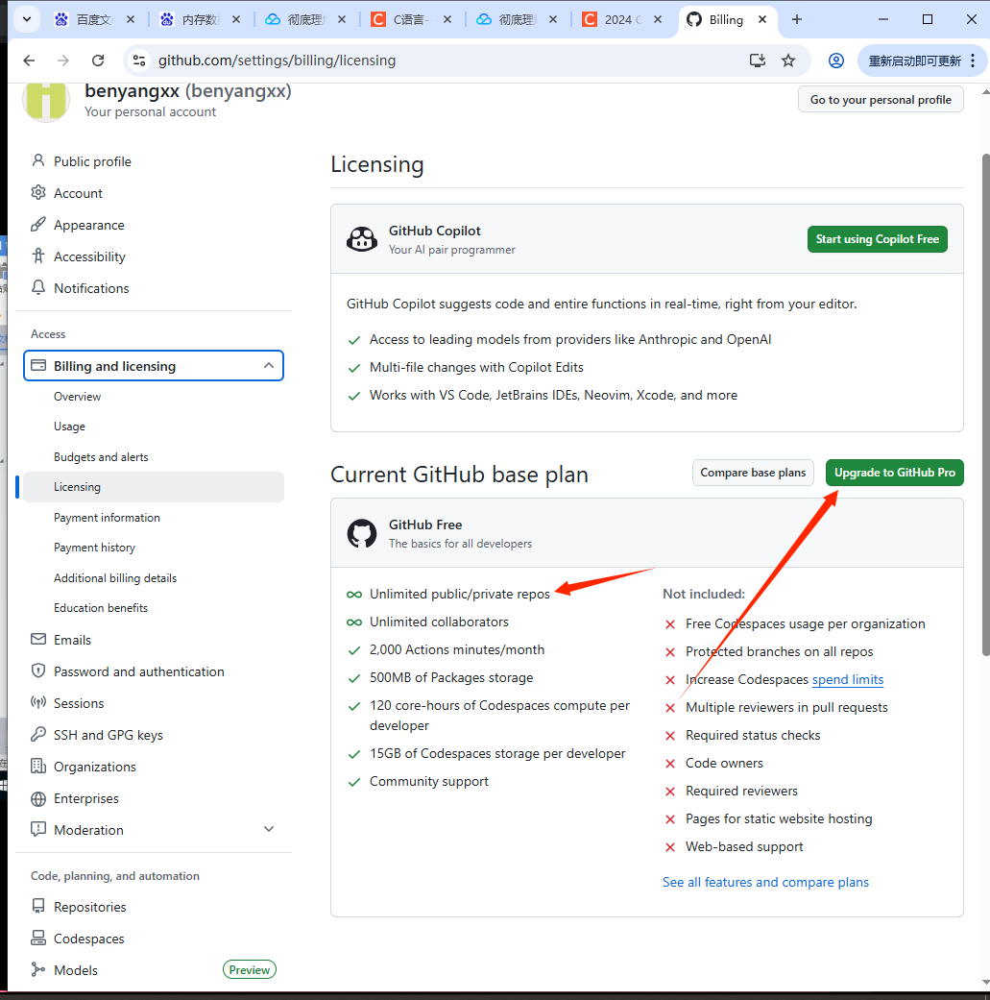 百度文
内存数
彻底理
C语言-
彻底理
2024 G
Billing
github.com/settings/billing/licensing
重新启动即可更新
benyangxx (benyangxx)
Your personal account
Go to your personal profile
Public profile
Account
Appearance
Accessibility
Notifications
Access
Billing and licensing
Overview
Usage
Budgets and alerts
Licensing
Payment information
Payment history
Additional billing details
Education benefits
Emails
Password and authentication
Sessions
SSH and GPG keys
Organizations
Enterprises
Moderation
Code, planning, and automation
Repositories
Codespaces
Models
Preview
Licensing
GitHub Copilot
Your AI pair programmer
Start using Copilot Free
GitHub Copilot suggests code and entire functions in real-time, right from your editor.
Access to leading models from providers like Anthropic and OpenAI
Multi-file changes with Copilot Edits
Works with VS Code, JetBrains IDEs, Neovim, Xcode, and more
Current GitHub base plan
Compare base plans
Upgrade to GitHub Pro
GitHub Free
The basics for all developers
Unlimited public/private repos
Unlimited collaborators
2,000 Actions minutes/month
500MB of Packages storage
120 core-hours of Codespaces compute per
developer
15GB of Codespaces storage per developer
Community support
Not included:
Free Codespaces usage per organization
Protected branches on all repos
Increase Codespaces spend limits
Multiple reviewers in pull requests
Required status checks
Code owners
Required reviewers
Pages for static website hosting
Web-based support
See all features and compare plans